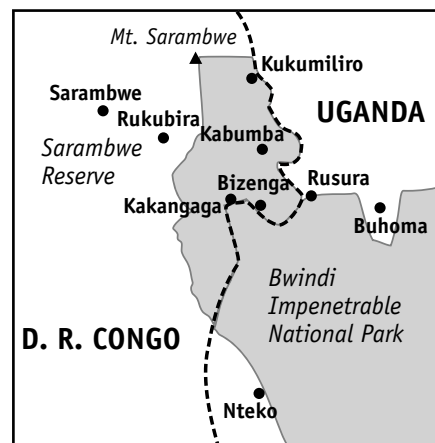 Mt. Sarambwe
Kukumiliro
Sarambwe
UGANDA
Rukubira
Kabumba
Sarambwe
Reserve
Bizenga
Rusura
Kakangaga
Buhoma
Bwindi
Impenetrable
National Park
D. R. CONGO
Nteko